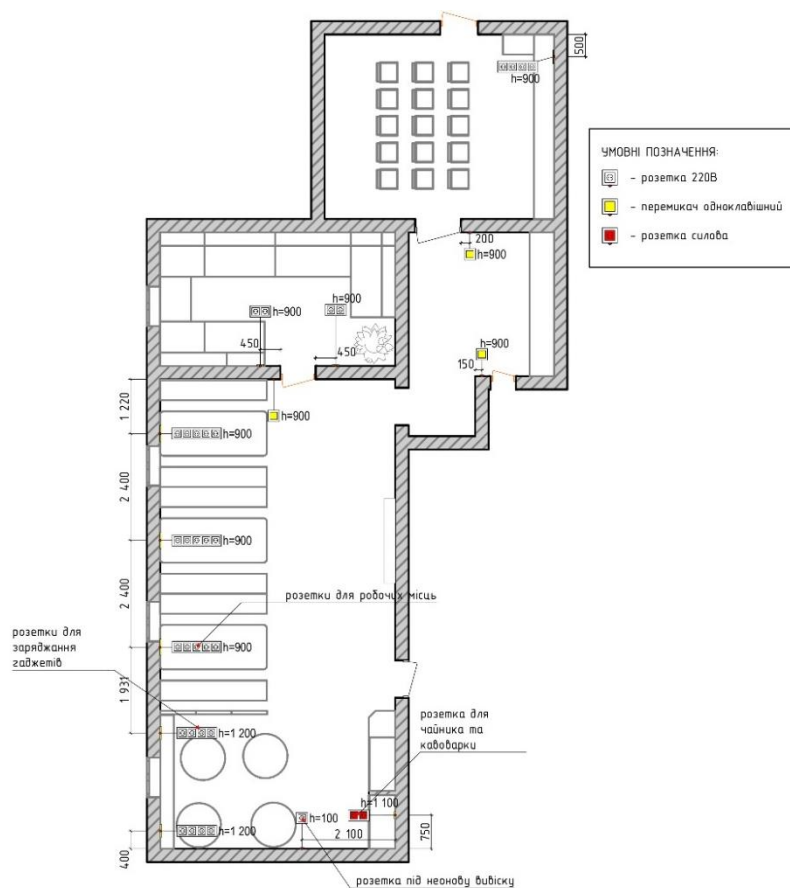 500
h=900
УМОВНІ ПОЗНАЧЕННЯ:
- розетка 220В
- перемикач одноклавішний
- розетка силова
200
h=900
h=900
h=900
450
450
h=900
150
h=900
1 220
h=900
2 400
h=900
2 400
розетки для робочих місць
розетки для
заряджання
гаджетів
h=900
1 931
розетка для
чайника та
кавоварки
h=1 200
h=1 100
h=100
h=1 200
2 100
750
400
розетка під неонову вивіску